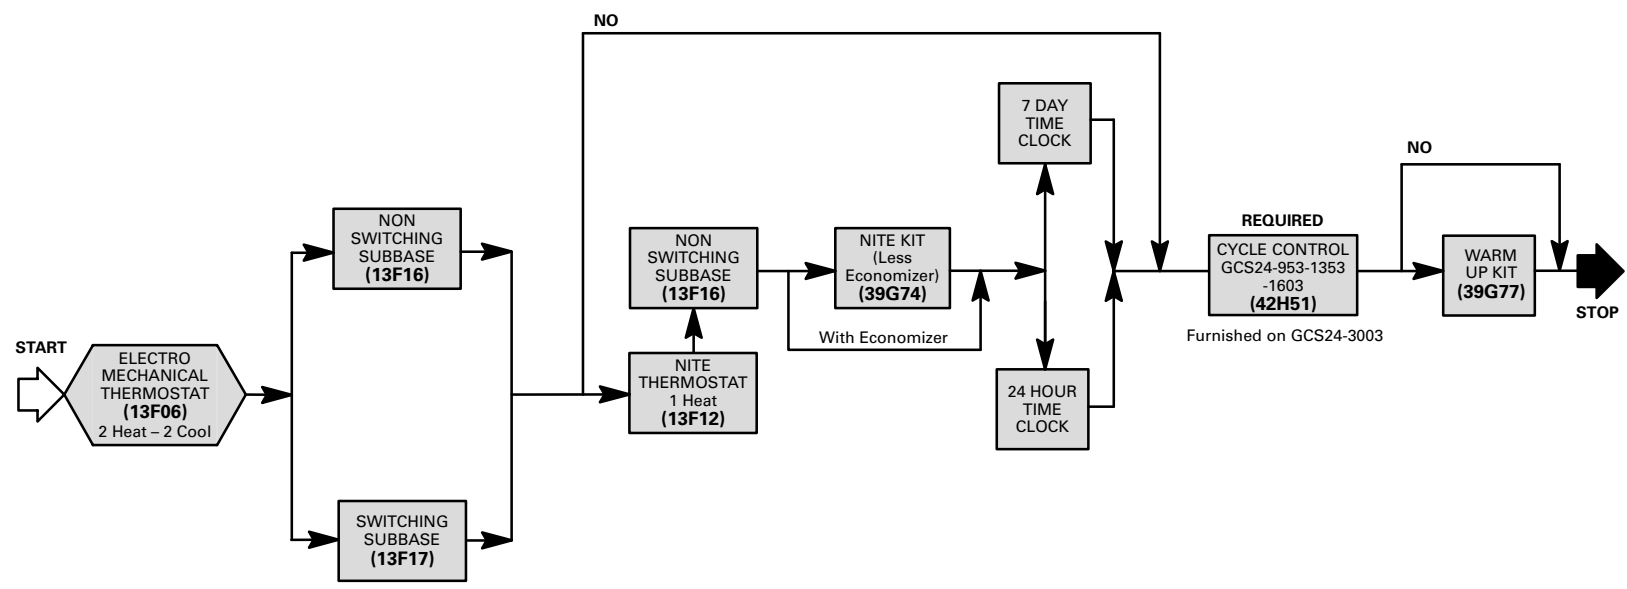 START
ELECTRO
MECHANICAL
THERMOSTAT
(13F06)
2 Heat – 2 Cool
NON
SWITCHING
SUBBASE
(13F16)
SWITCHING
SUBBASE
(13F17)
NO
NON
SWITCHING
SUBBASE
(13F16)
NITE
THERMOSTAT
1 Heat
(13F12)
NITE KIT
(Less
Economizer)
(39G74)
With Economizer
7 DAY
TIME
CLOCK
24 HOUR
TIME
CLOCK
REQUIRED
CYCLE CONTROL
GCS24-953-1353
-1603
(42H51)
Furnished on GCS24-3003
NO
WARM
UP KIT
(39G77)
STOP